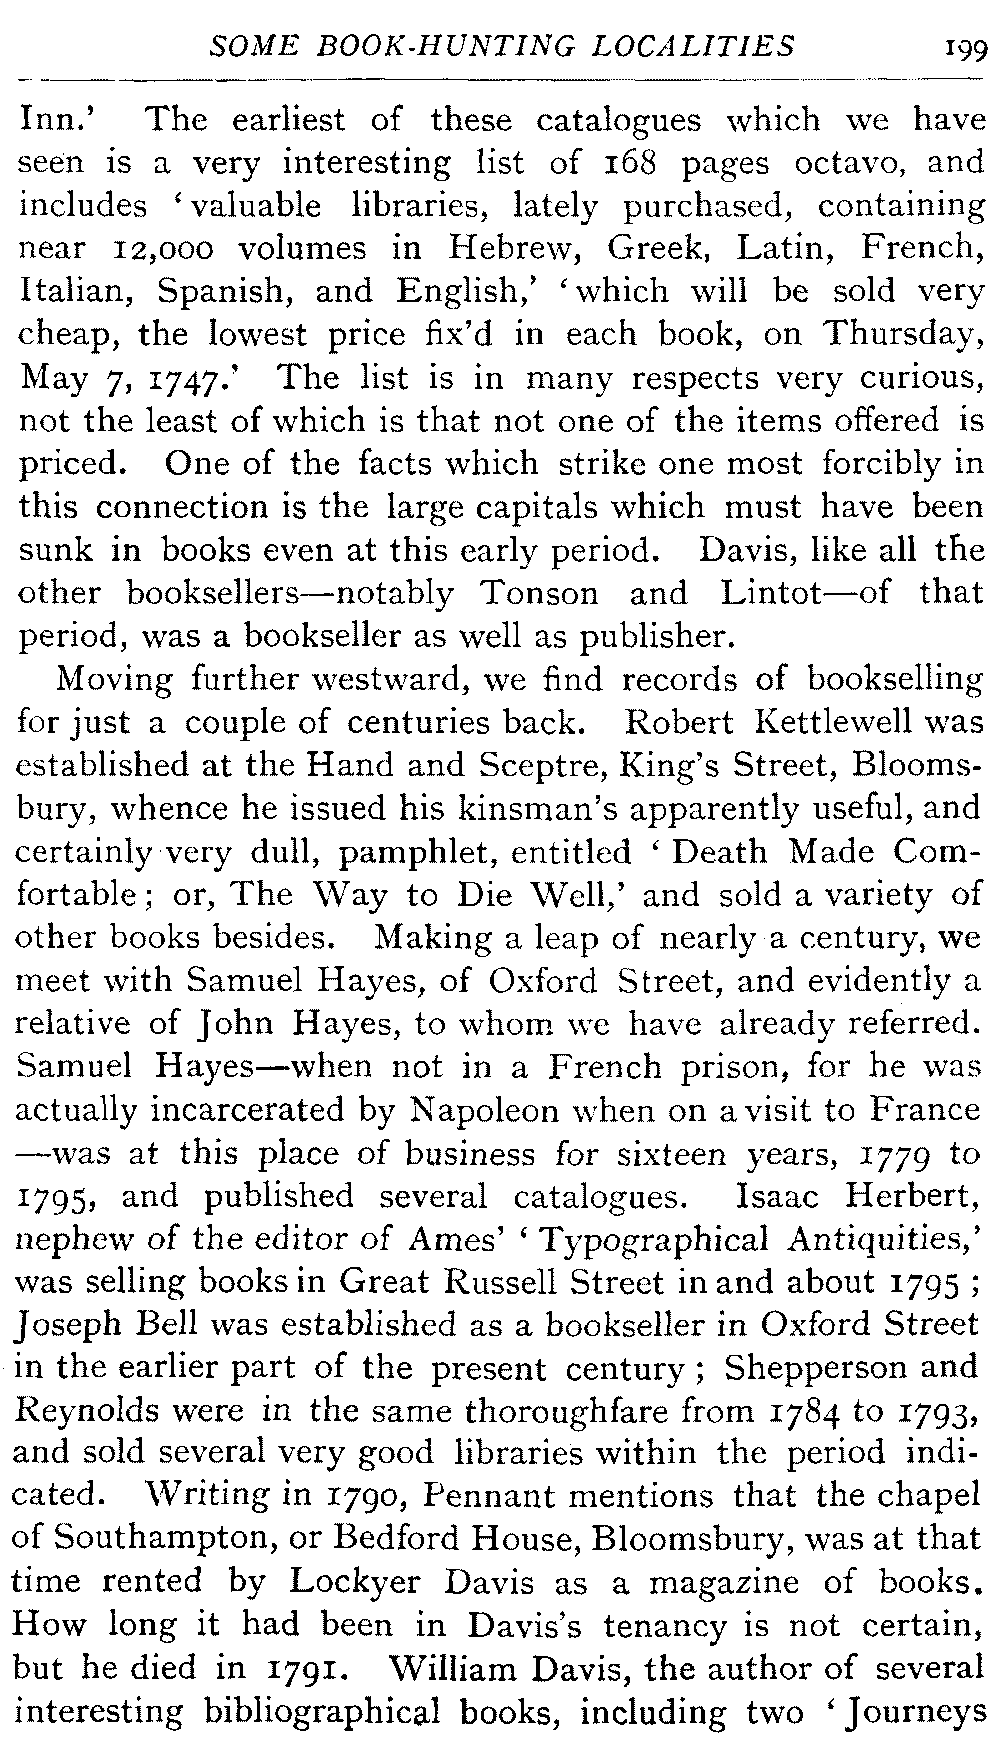 SOME BOOK-HUNTING LOCALITIES 199
Inn.’ The earliest of these catalogues which we have
seen is a very interesting list of 168 pages octavo, and
includes ‘valuable libraries, lately purchased, containing
near 12,000 volumes in Hebrew, Greek, Latin, French,
Italian, Spanish, and English,’ ‘which will be sold very
cheap, the lowest price fix’d in each book, on Thursday,
May 7, 1747.’ The list is in many respects very curious,
not the least of which is that not one of the items offered is
priced. One of the facts which strike one most forcibly in
this connection is the large capitals which must have been
sunk in books even at this early period. Davis, like all the
other booksellers—notably Tonson and Lintot—of that
period, was a bookseller as well as publisher.
Moving further westward, we find records of bookselling
for just a couple of centuries back. Robert Kettlewell was
established at the Hand and Sceptre, King’s Street, Blooms-
bury, whence he issued his kinsman’s apparently useful, and
certainly very dull, pamphlet, entitled ‘Death Made Com-
fortable; or, The Way to Die Well,’ and sold a variety of
other books besides. Making a leap of nearly a century, we
meet with Samuel Hayes, of Oxford Street, and evidently a
relative of John Hayes, to whom we have already referred.
Samuel Hayes—when not in a French prison, for he was
actually incarcerated by Napoleon when on a visit to France
—was at this place of business for sixteen years, 1779 to
1795, and published several catalogues. Isaac Herbert,
nephew of the editor of Ames’ ‘Typographical Antiquities,’
was selling books in Great Russell Street in and about 1795;
Joseph Bell was established as a bookseller in Oxford Street
in the earlier part of the present century; Shepperson and
Reynolds were in the same thoroughfare from 1784 to 1793,
and sold several very good libraries within the period indi-
cated. Writing in 1790, Pennant mentions that the chapel
of Southampton, or Bedford House, Bloomsbury, was at that
time rented by Lockyer Davis as a magazine of books.
How long it had been in Davis’s tenancy is not certain,
but he died in 1791. William Davis, the author of several
interesting bibliographical books, including two ‘Journeys